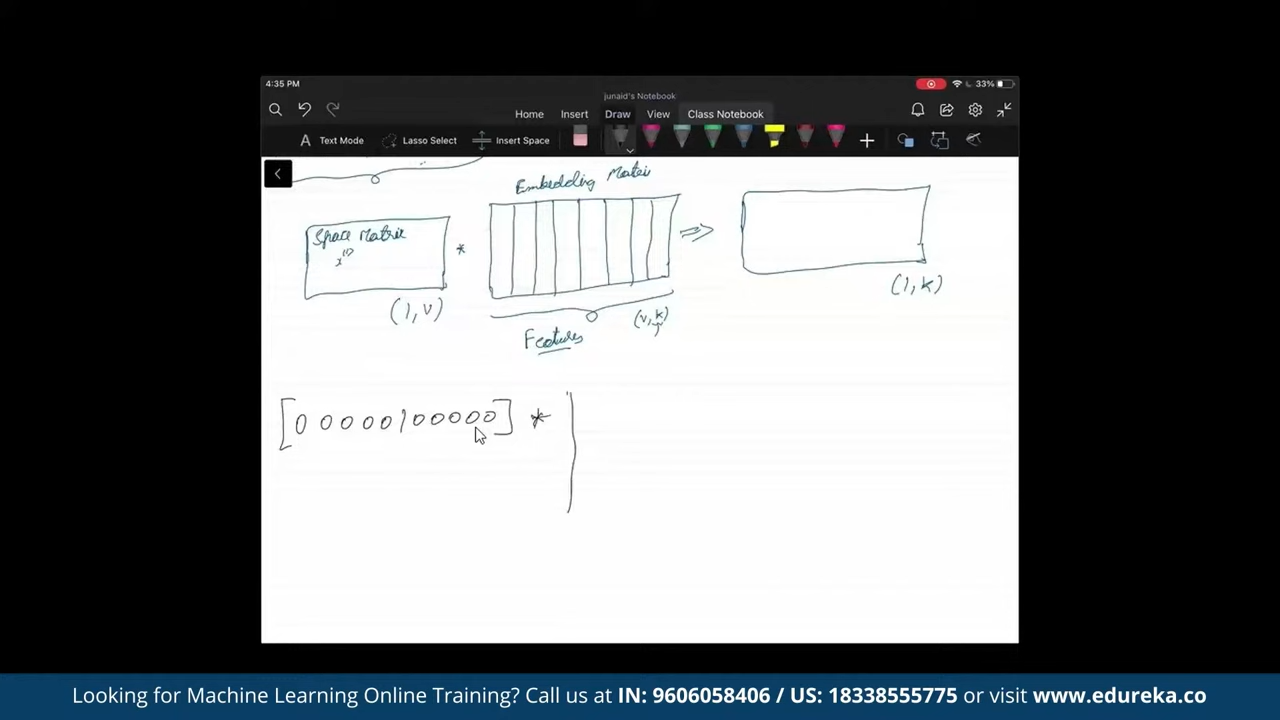 4:35 PM
33%
junaid's Notebook
Home Insert Draw View Class Notebook
Text Mode Lasso Select Insert Space
Embedding Matri
Space Matrix * ⇒
(1, v) (v, k) (1, k)
Features
[0 0 0 0 0 1 0 0 0 0 0] *
Looking for Machine Learning Online Training? Call us at IN: 9606058406 / US: 18338555775 or visit www.edureka.co